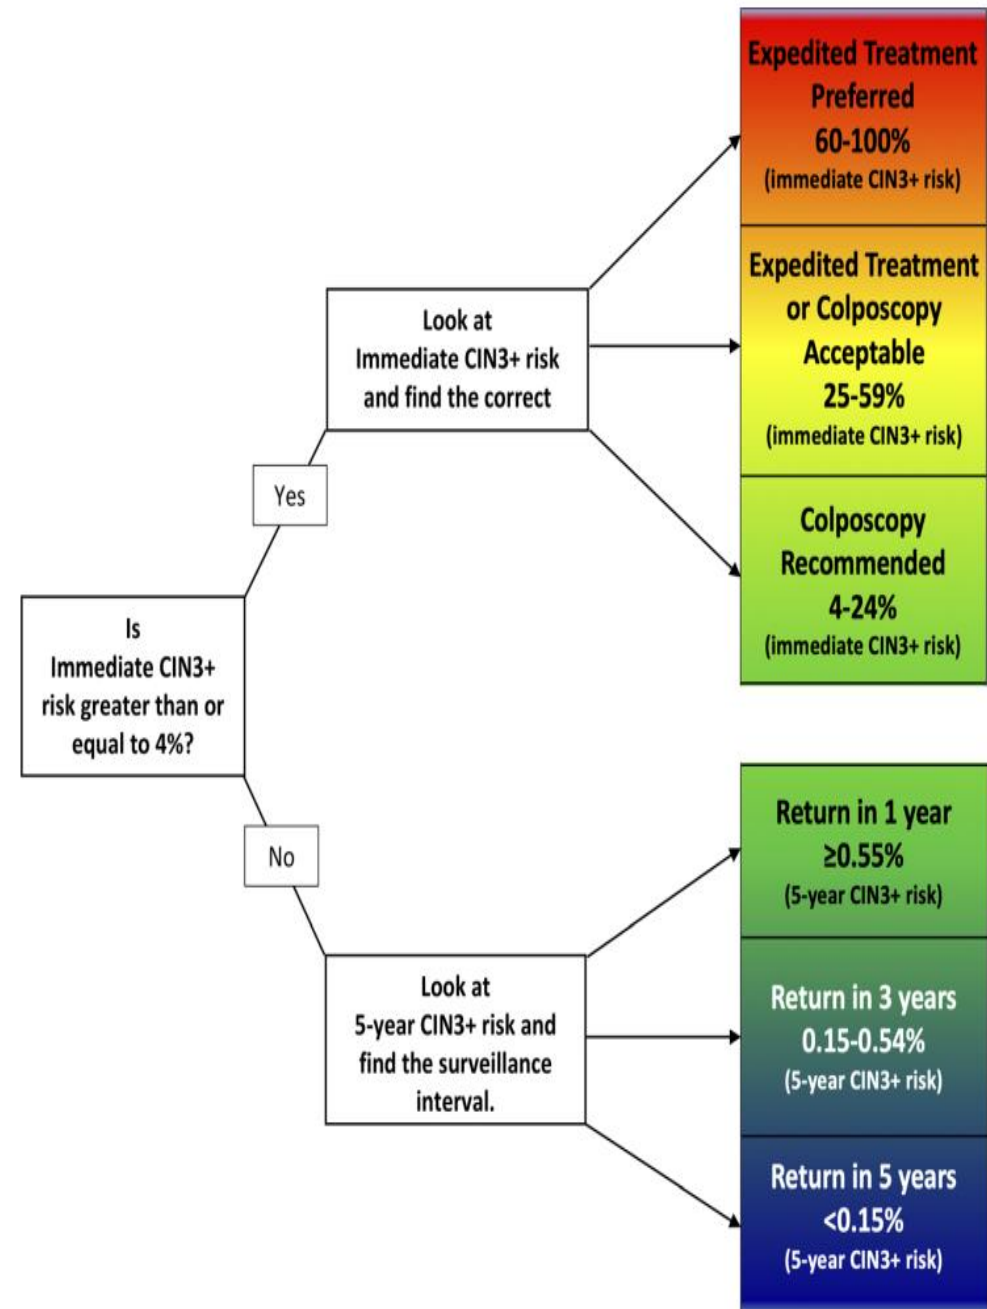 Expedited Treatment
Preferred
60-100%
(immediate CIN3+ risk)
Expedited Treatment
or Colposcopy
Acceptable
25-59%
(immediate CIN3+ risk)
Look at
Immediate CIN3+ risk
and find the correct
Yes
Colposcopy
Recommended
4-24%
(immediate CIN3+ risk)
Is
Immediate CIN3+
risk greater than or
equal to 4%?
Return in 1 year
≥0.55%
(5-year CIN3+ risk)
No
Look at
5-year CIN3+ risk and
find the surveillance
interval.
Return in 3 years
0.15-0.54%
(5-year CIN3+ risk)
Return in 5 years
<0.15%
(5-year CIN3+ risk)